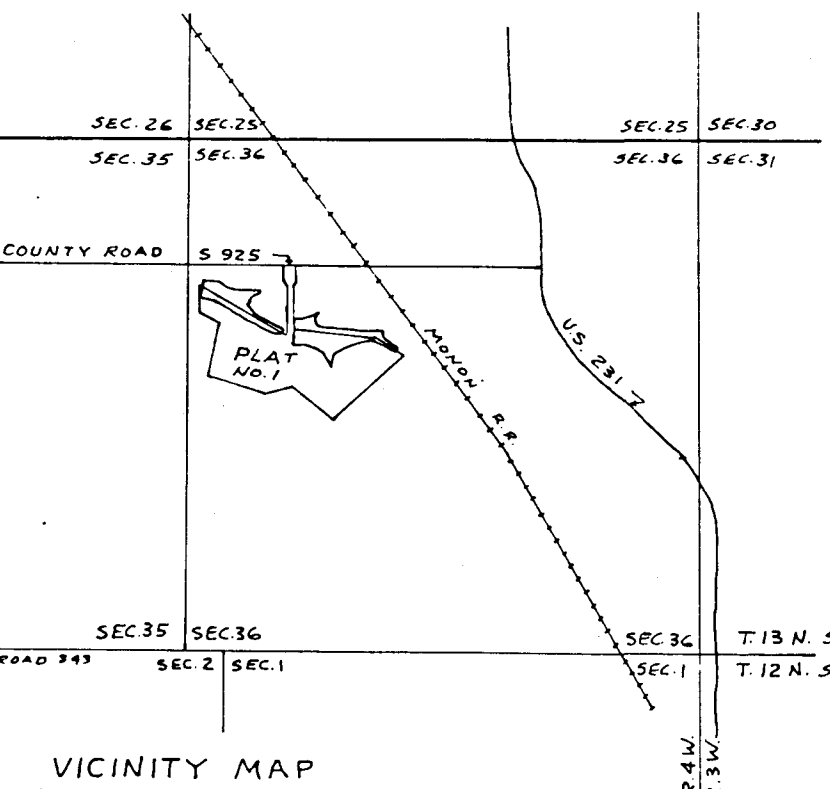 SEC. 26 SEC. 25 SEC. 25 SEC. 30
SEC. 35 SEC. 36 SEC. 36 SEC. 31
COUNTY ROAD S 925
U.S. 231
MONON R.R.
PLAT
NO. 1
SEC. 35 SEC. 36 SEC. 36 T. 13 N. S
ROAD 343 SEC. 2 SEC. 1 SEC. 1 T. 12 N. S
R. 4 W.
. 3 W.
VICINITY MAP